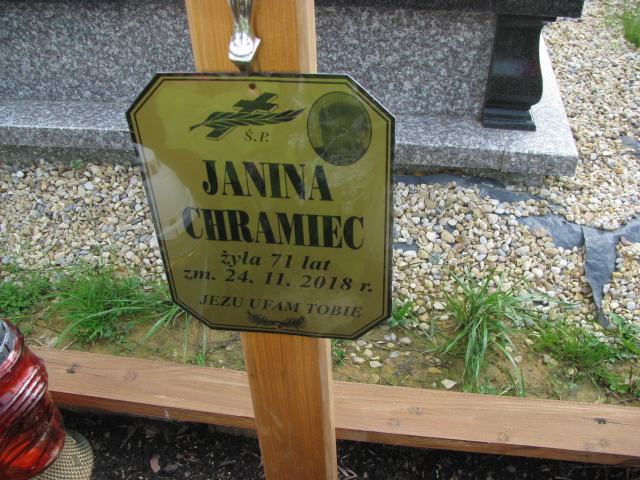 Ś.P.
JANINA
CHRAMIEC
żyła 71 lat
zm. 24. 11. 2018 r.
JEZU UFAM TOBIE